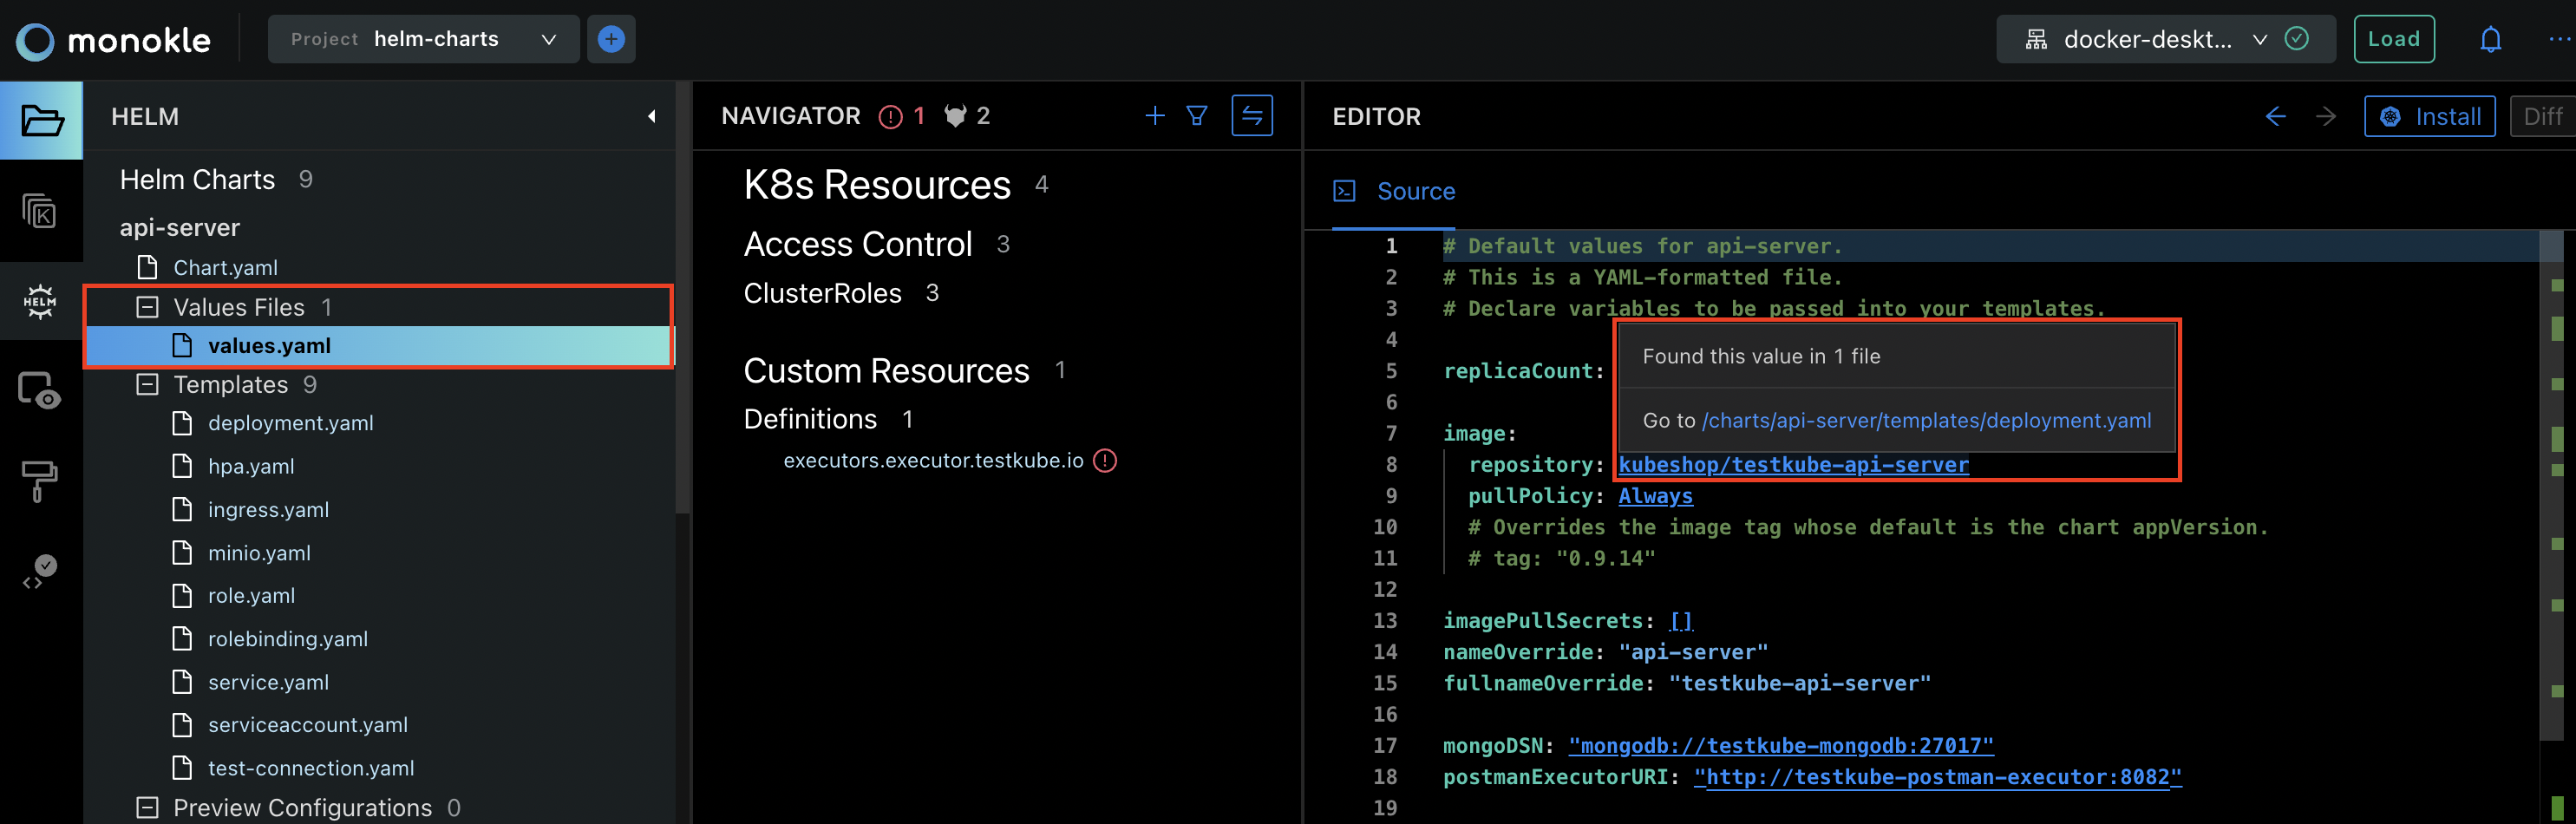 monokle
Project helm-charts
docker-deskt...
Load
HELM
Helm Charts 9
api-server
Chart.yaml
Values Files 1
values.yaml
Templates 9
deployment.yaml
hpa.yaml
ingress.yaml
minio.yaml
role.yaml
rolebinding.yaml
service.yaml
serviceaccount.yaml
test-connection.yaml
Preview Configurations 0
K
HELM
NAVIGATOR 1 2
K8s Resources 4
Access Control 3
ClusterRoles 3
Custom Resources 1
Definitions 1
executors.executor.testkube.io
EDITOR
Install
Diff
Source
1 # Default values for api-server.
2 # This is a YAML-formatted file.
3 # Declare variables to be passed into your templates.
4
5 replicaCount:
6
7 image:
8 repository: kubeshop/testkube-api-server
9 pullPolicy: Always
10 # Overrides the image tag whose default is the chart appVersion.
11 # tag: "0.9.14"
12
13 imagePullSecrets: []
14 nameOverride: "api-server"
15 fullnameOverride: "testkube-api-server"
16
17 mongoDSN: "mongodb://testkube-mongodb:27017"
18 postmanExecutorURI: "http://testkube-postman-executor:8082"
19
Found this value in 1 file
Go to /charts/api-server/templates/deployment.yaml